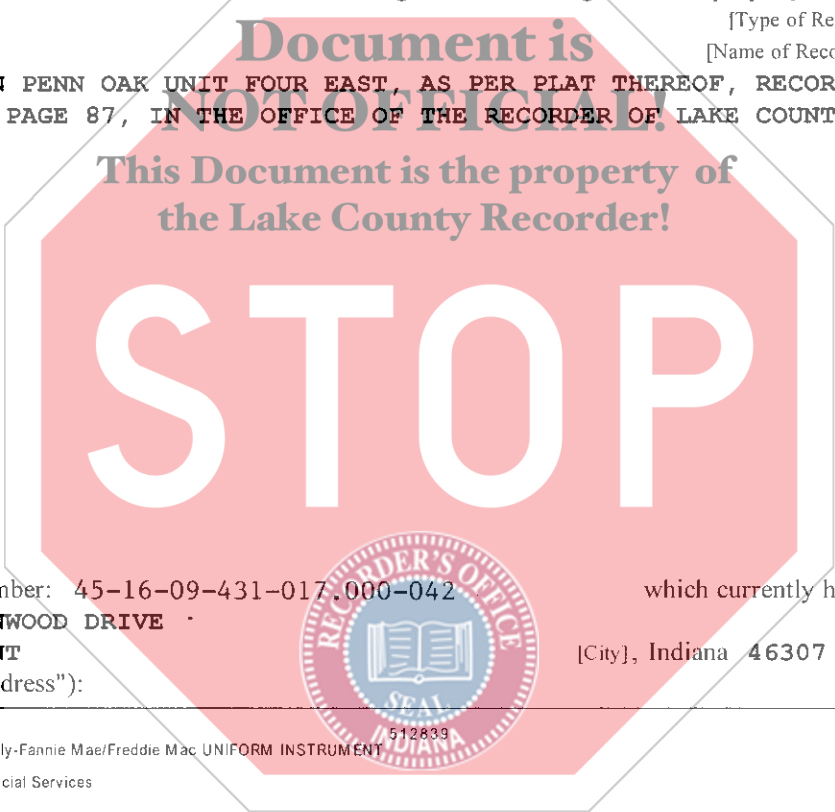 [Type of Re
Document is
[Name of Reco
PENN OAK UNIT FOUR EAST, AS PER PLAT THEREOF, RECOR
NOT OFFICIAL!
PAGE 87, IN THE OFFICE OF THE RECORDER OF LAKE COUNT
This Document is the property of
the Lake County Recorder!
STOP
nber: 45-16-09-431-017.000-042 which currently h
WOOD DRIVE
[City], Indiana 46307
dress"):
RECORDER'S OFFICE
SEAL
INDIANA
512839
ly-Fannie Mae/Freddie Mac UNIFORM INSTRUMENT
cial Services